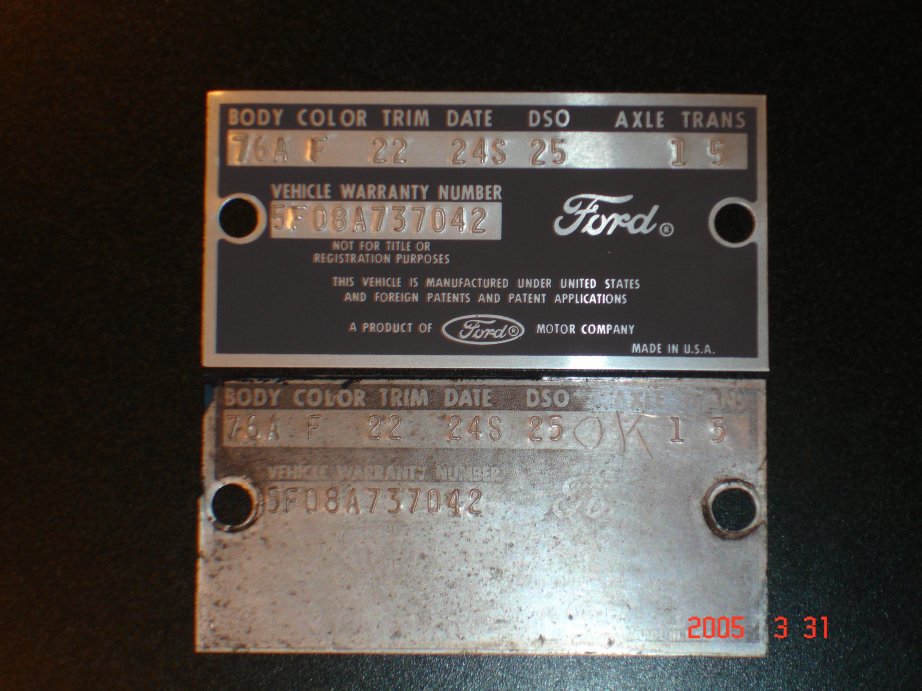 BODY COLOR TRIM DATE DSO AXLE TRANS
76A F 22 24S 25 1 5
VEHICLE WARRANTY NUMBER
5F08A737042
Ford®
NOT FOR TITLE OR
REGISTRATION PURPOSES
THIS VEHICLE IS MANUFACTURED UNDER UNITED STATES
AND FOREIGN PATENTS AND PATENT APPLICATIONS
A PRODUCT OF Ford® MOTOR COMPANY
MADE IN U.S.A.
BODY COLOR TRIM DATE DSO AXLE
76A F 22 24S 25 OK 1 5
VEHICLE WARRANTY NUMBER
5F08A737042
MADE IN
2005 3 31